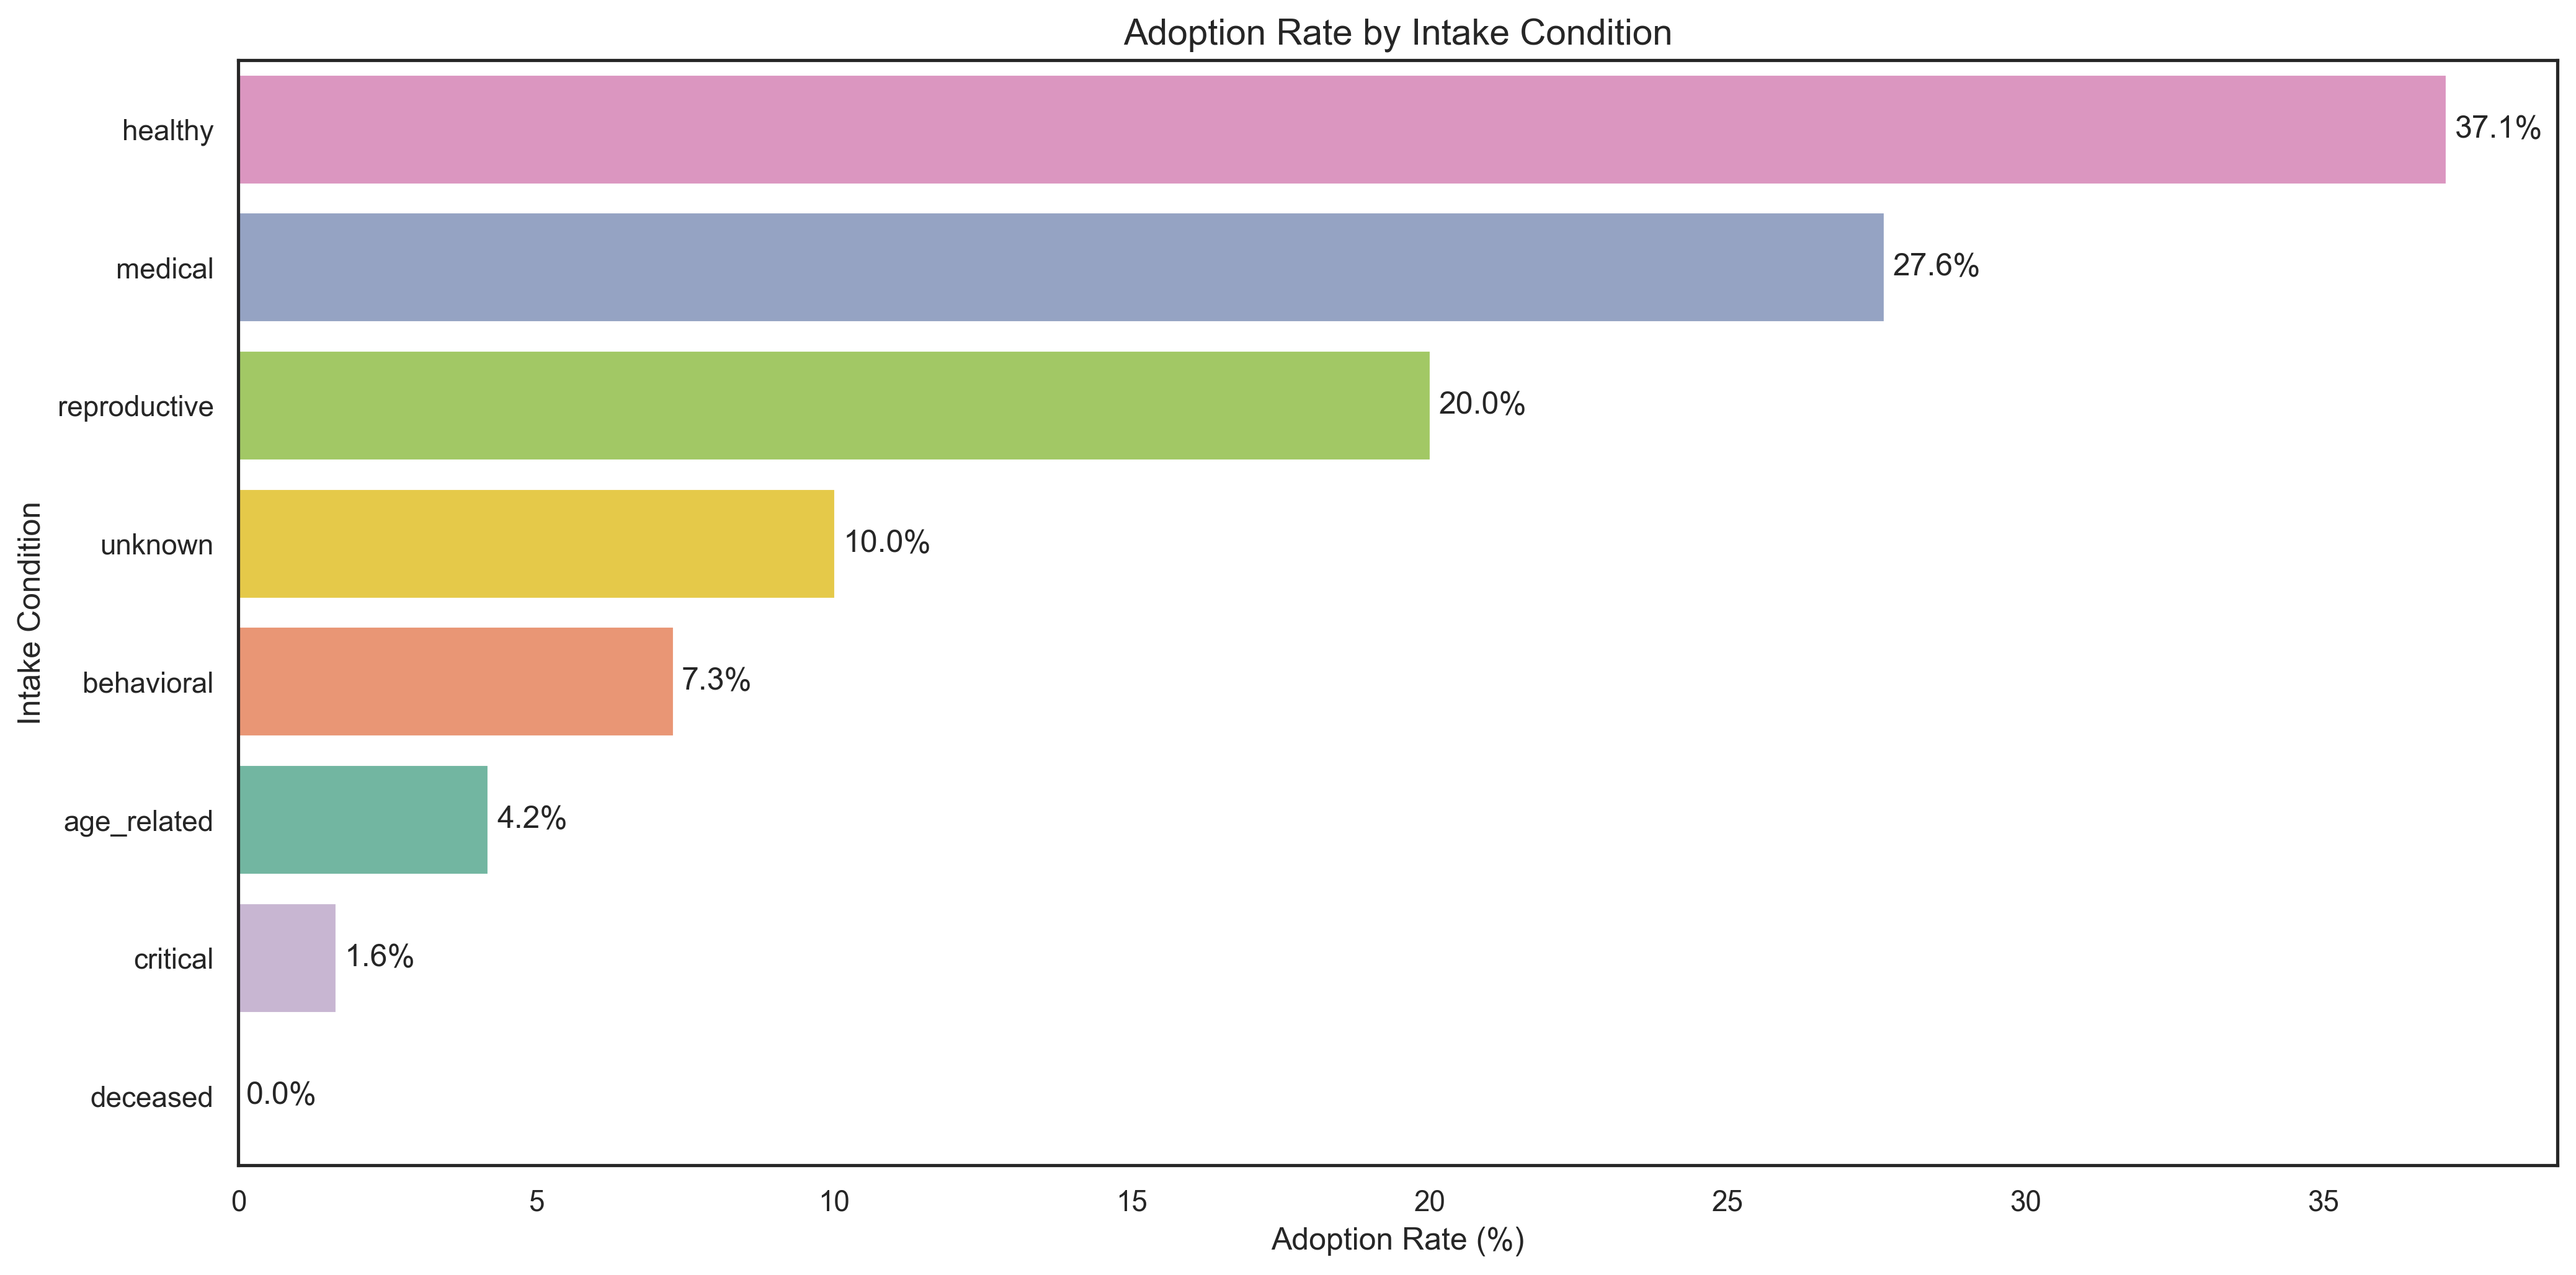 Adoption Rate by Intake Condition
healthy 37.1%
medical 27.6%
reproductive 20.0%
unknown 10.0%
behavioral 7.3%
age_related 4.2%
critical 1.6%
deceased 0.0%
Intake Condition
0 5 10 15 20 25 30 35
Adoption Rate (%)